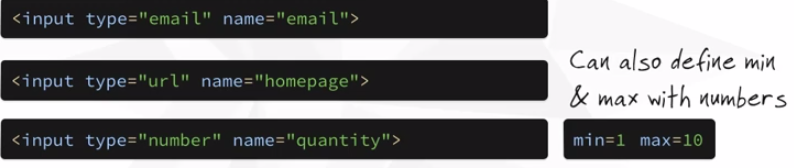 <input type="email" name="email">
Can also define min
<input type="url" name="homepage">
& max with numbers
<input type="number" name="quantity">
min=1 max=10